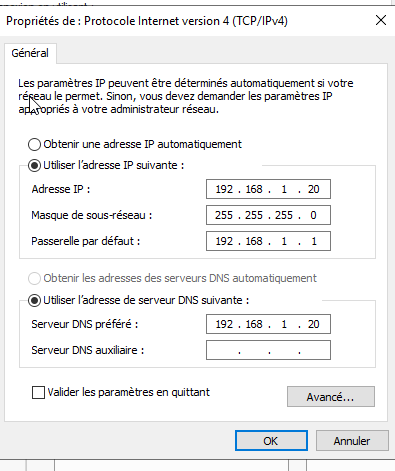 Propriétés de : Protocole Internet version 4 (TCP/IPv4)
Général
Les paramètres IP peuvent être déterminés automatiquement si votre
réseau le permet. Sinon, vous devez demander les paramètres IP
appropriés à votre administrateur réseau.
Obtenir une adresse IP automatiquement
Utiliser l'adresse IP suivante :
Adresse IP : 192 . 168 . 1 . 20
Masque de sous-réseau : 255 . 255 . 255 . 0
Passerelle par défaut : 192 . 168 . 1 . 1
Obtenir les adresses des serveurs DNS automatiquement
Utiliser l'adresse de serveur DNS suivante :
Serveur DNS préféré : 192 . 168 . 1 . 20
Serveur DNS auxiliaire : . . .
Valider les paramètres en quittant
Avancé...
OK Annuler